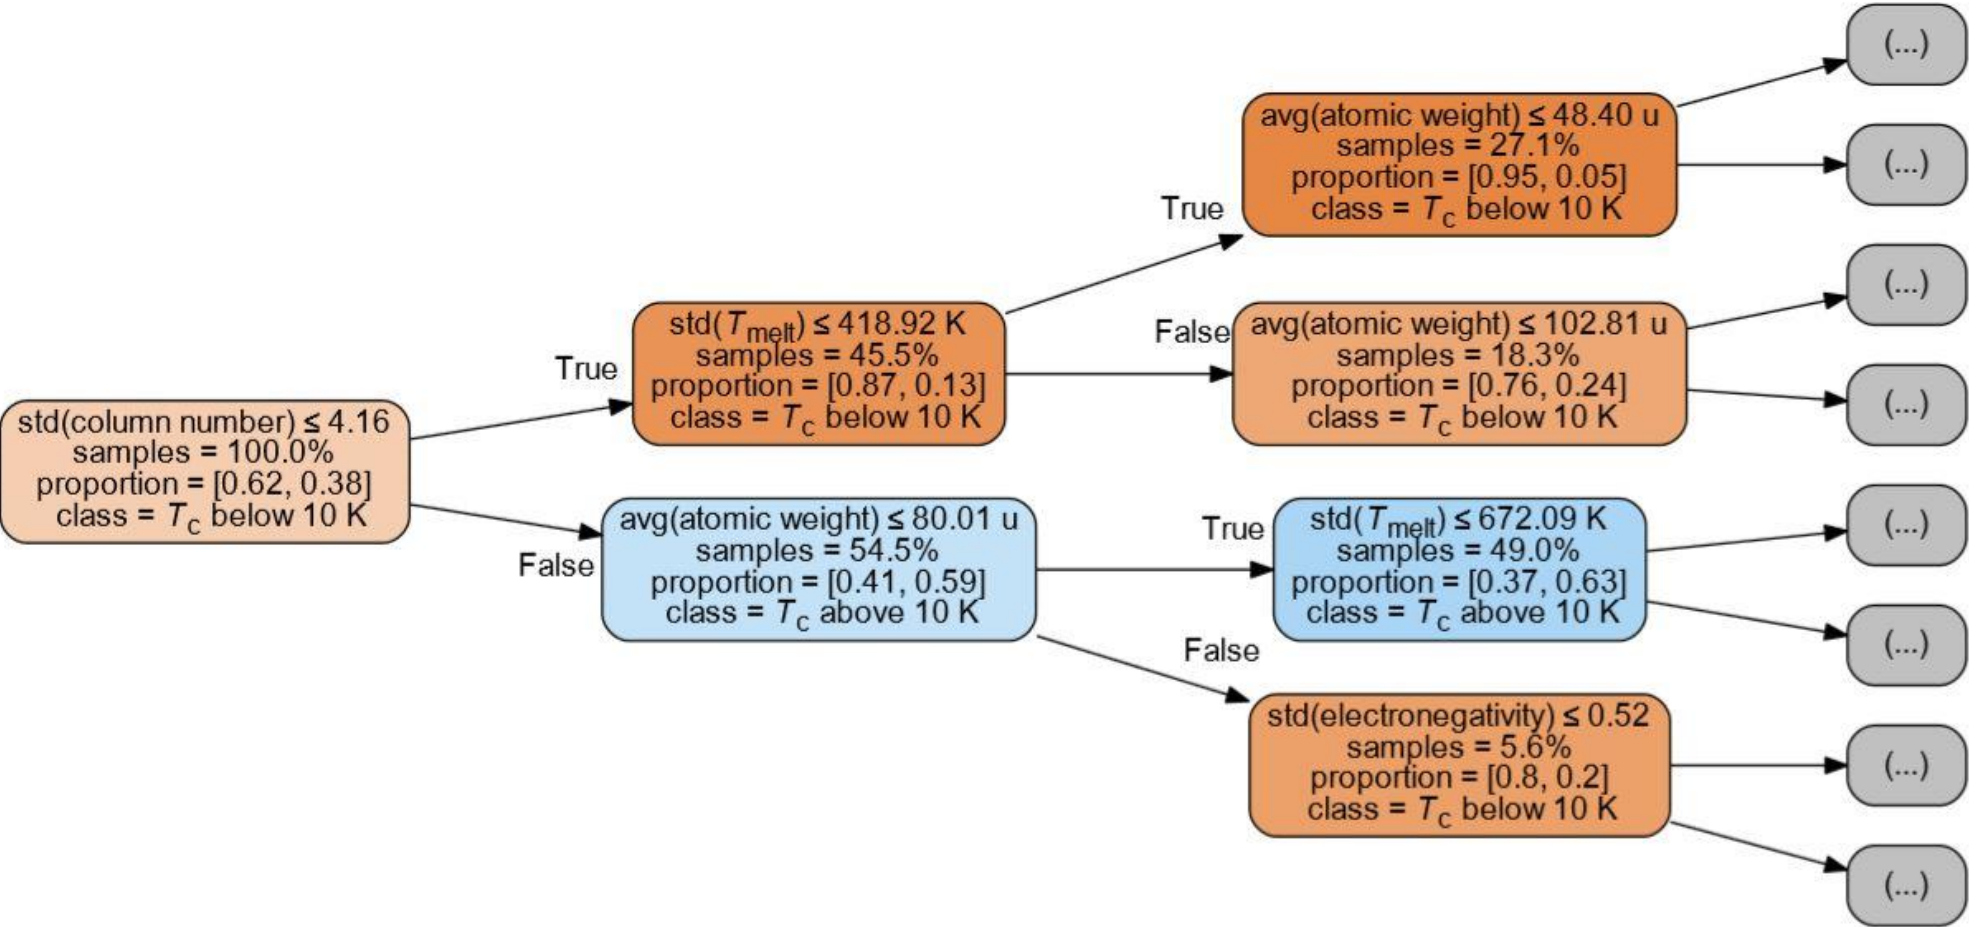 std(column number) ≤ 4.16
samples = 100.0%
proportion = [0.62, 0.38]
class = Tc below 10 K
True
False
std(Tmelt) ≤ 418.92 K
samples = 45.5%
proportion = [0.87, 0.13]
class = Tc below 10 K
avg(atomic weight) ≤ 80.01 u
samples = 54.5%
proportion = [0.41, 0.59]
class = Tc above 10 K
True
False
True
False
avg(atomic weight) ≤ 48.40 u
samples = 27.1%
proportion = [0.95, 0.05]
class = Tc below 10 K
avg(atomic weight) ≤ 102.81 u
samples = 18.3%
proportion = [0.76, 0.24]
class = Tc below 10 K
std(Tmelt) ≤ 672.09 K
samples = 49.0%
proportion = [0.37, 0.63]
class = Tc above 10 K
std(electronegativity) ≤ 0.52
samples = 5.6%
proportion = [0.8, 0.2]
class = Tc below 10 K
(...)
(...)
(...)
(...)
(...)
(...)
(...)
(...)